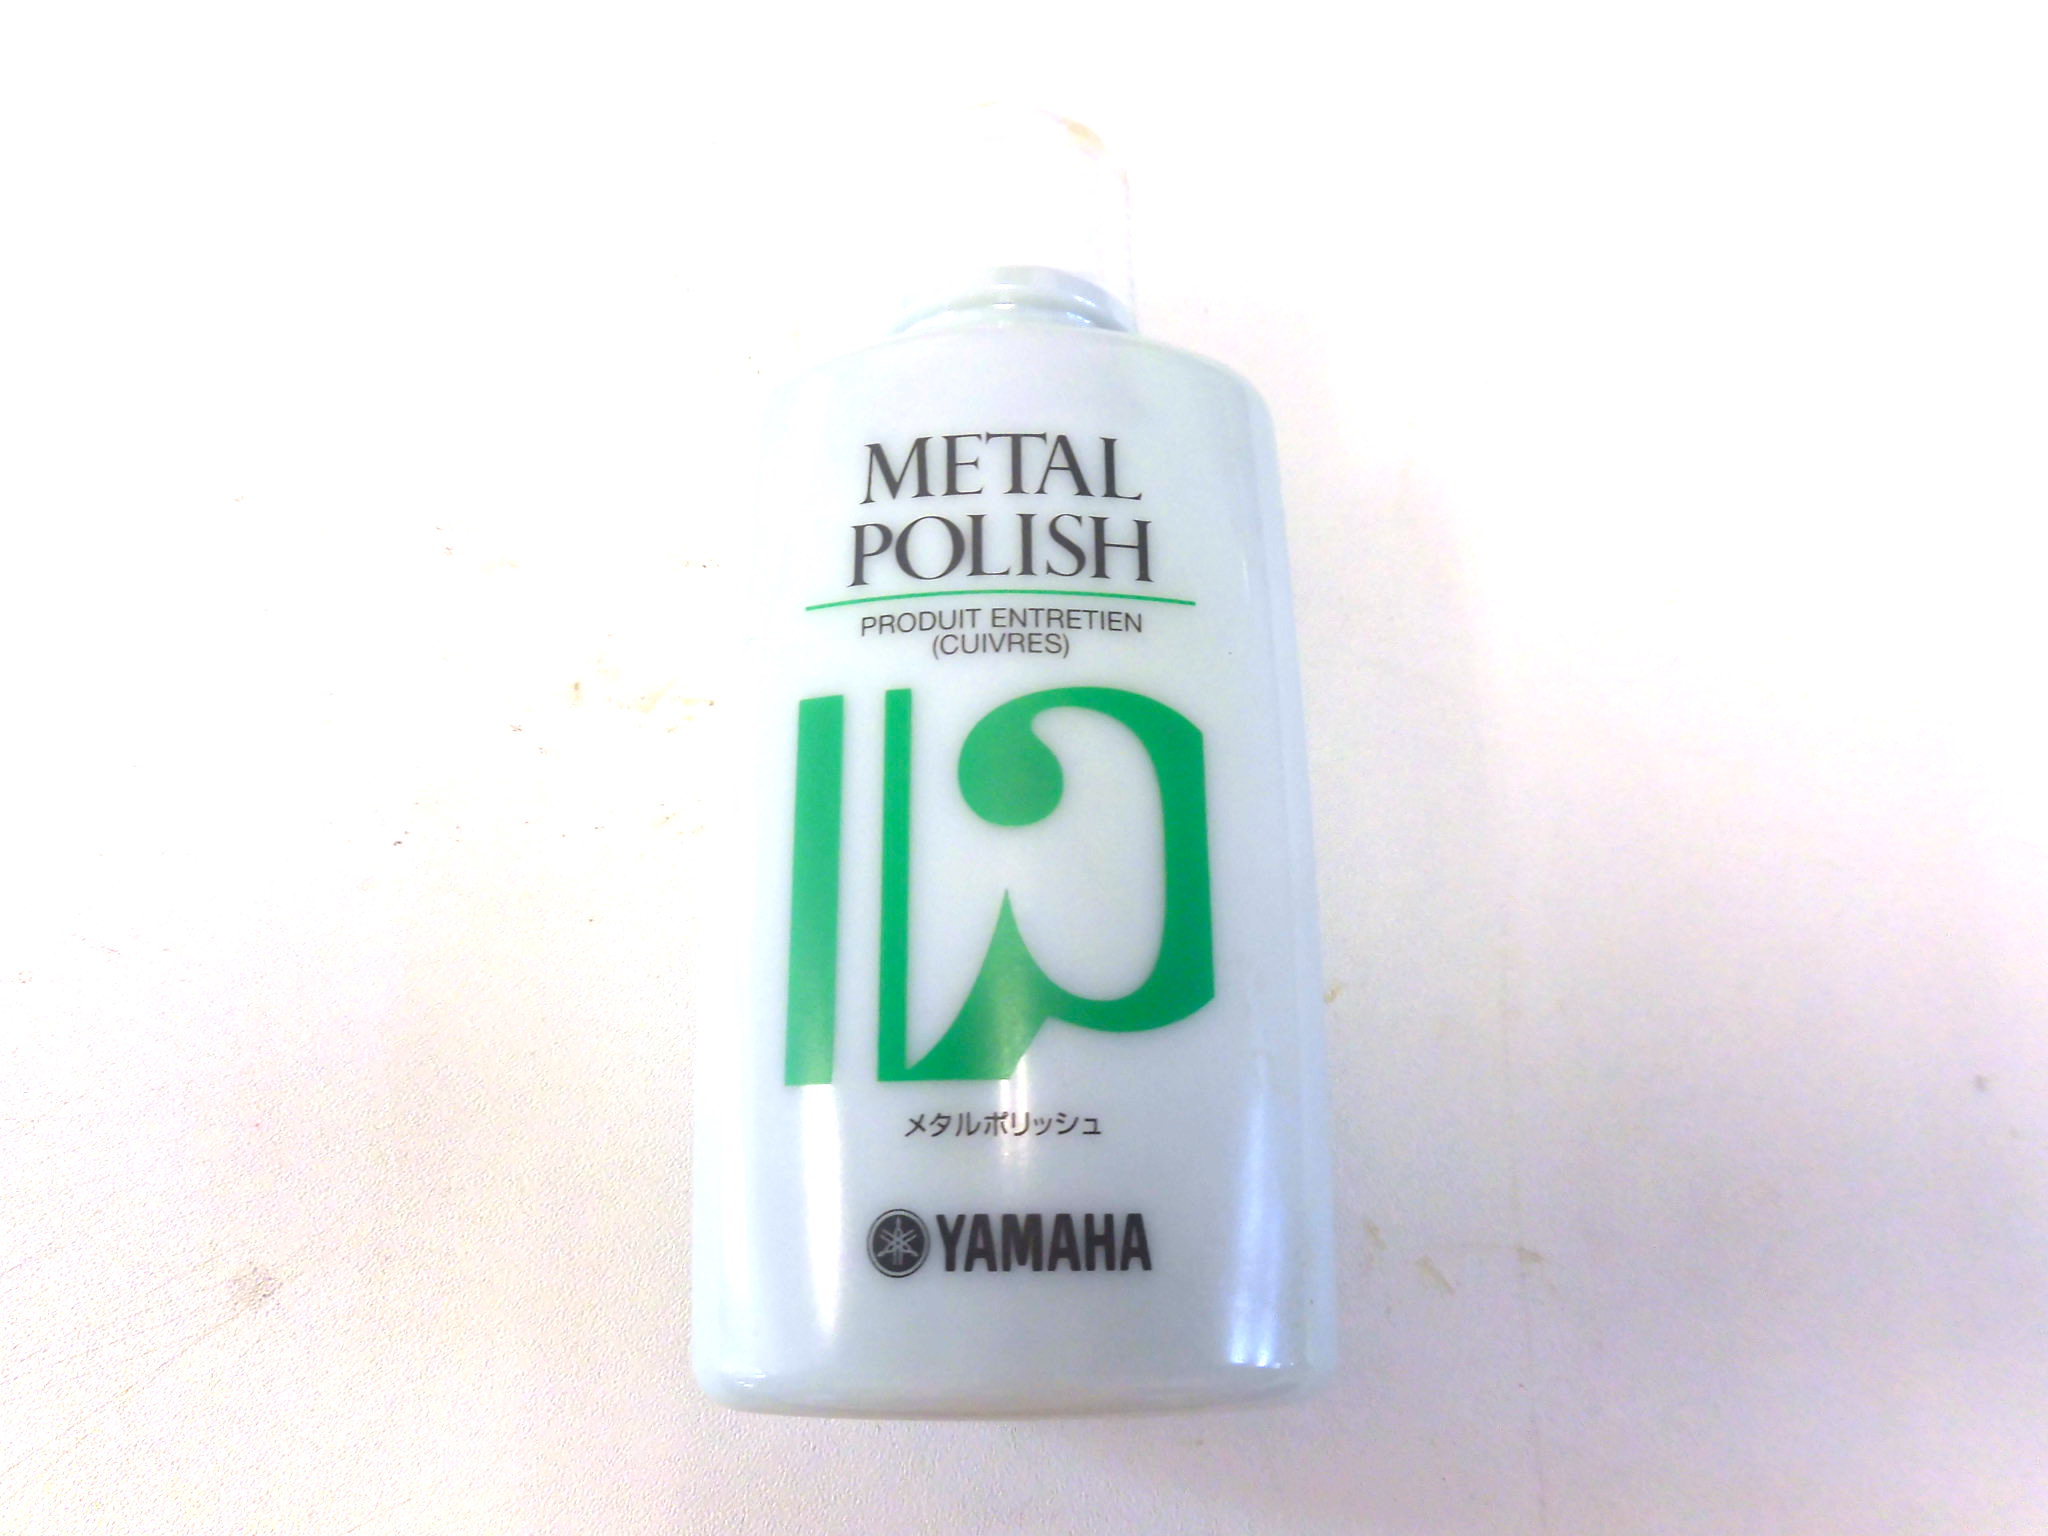 METAL
POLISH
PRODUIT ENTRETIEN
(CUIVRES)
メタルポリッシュ
YAMAHA